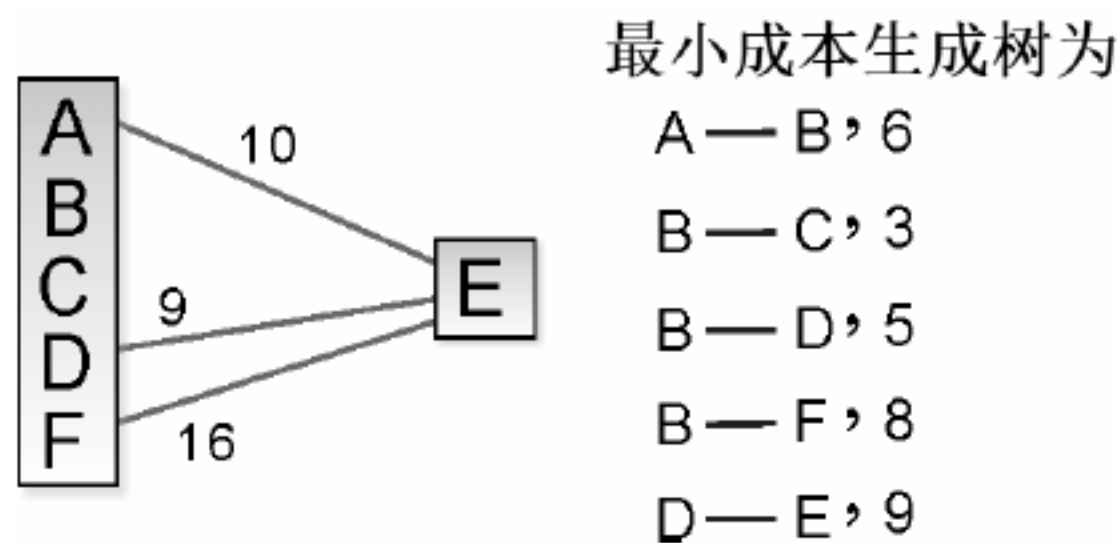 最小成本生成树为
A
B
C
D
F
10
9
16
E
A — B，6
B — C，3
B — D，5
B — F，8
D — E，9